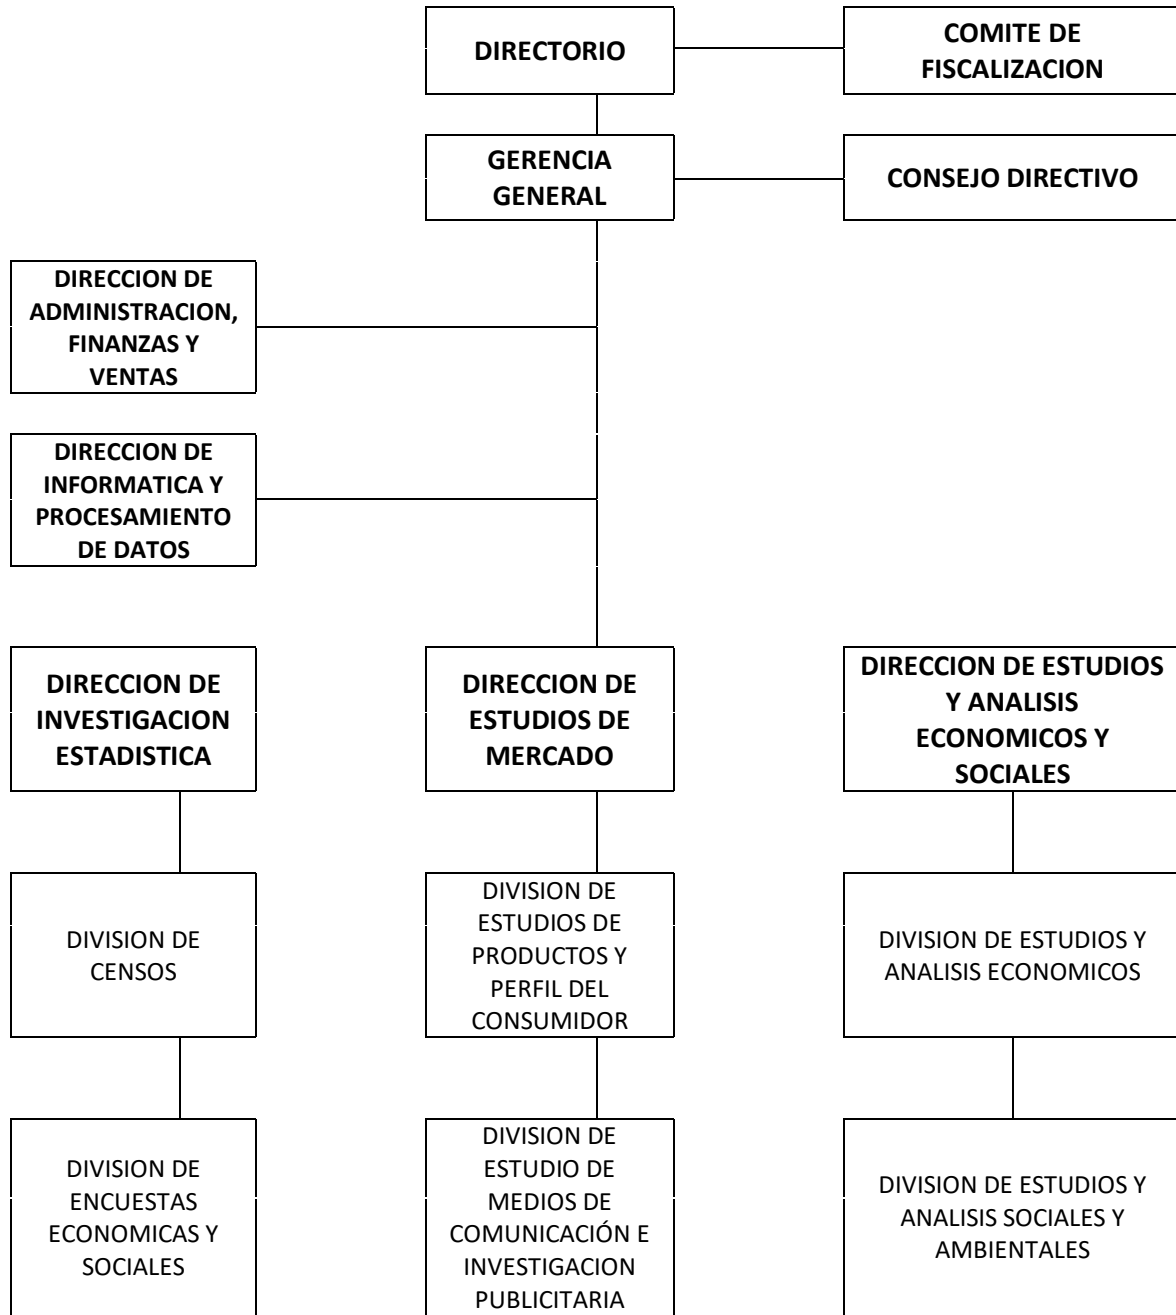 DIRECTORIO
COMITE DE
FISCALIZACION
GERENCIA
GENERAL
CONSEJO DIRECTIVO
DIRECCION DE
ADMINISTRACION,
FINANZAS Y
VENTAS
DIRECCION DE
INFORMATICA Y
PROCESAMIENTO
DE DATOS
DIRECCION DE
INVESTIGACION
ESTADISTICA
DIRECCION DE
ESTUDIOS DE
MERCADO
DIRECCION DE ESTUDIOS
Y ANALISIS
ECONOMICOS Y
SOCIALES
DIVISION DE
CENSOS
DIVISION DE
ESTUDIOS DE
PRODUCTOS Y
PERFIL DEL
CONSUMIDOR
DIVISION DE ESTUDIOS Y
ANALISIS ECONOMICOS
DIVISION DE
ENCUESTAS
ECONOMICAS Y
SOCIALES
DIVISION DE
ESTUDIO DE
MEDIOS DE
COMUNICACIÓN E
INVESTIGACION
PUBLICITARIA
DIVISION DE ESTUDIOS Y
ANALISIS SOCIALES Y
AMBIENTALES